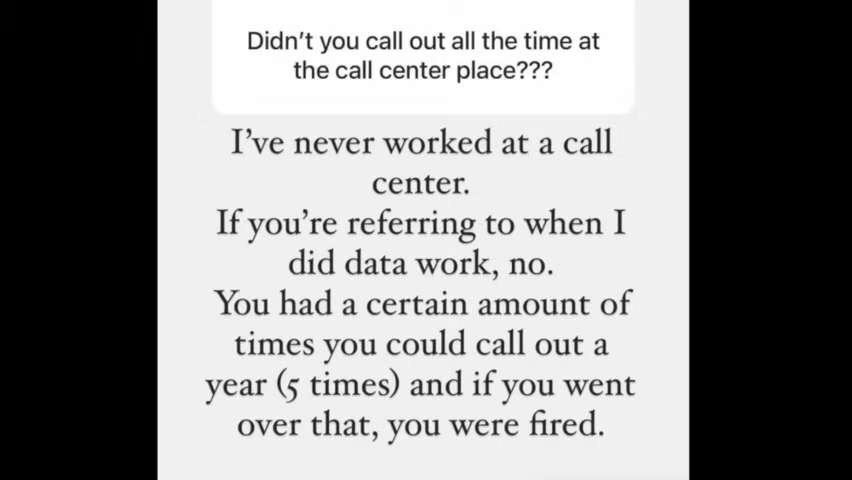 Didn't you call out all the time at
the call center place???
I've never worked at a call
center.
If you're referring to when I
did data work, no.
You had a certain amount of
times you could call out a
year (5 times) and if you went
over that, you were fired.